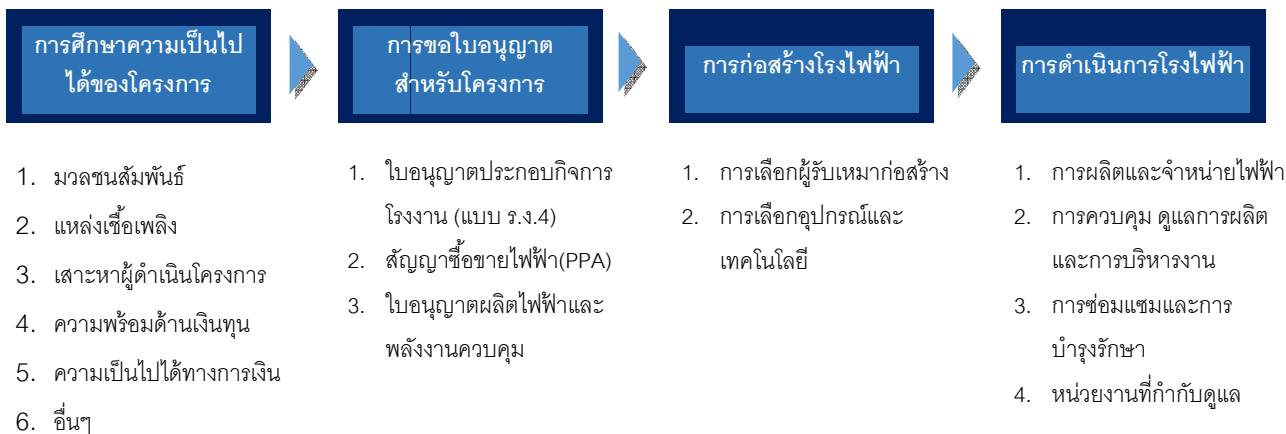 การศึกษาความเป็นไป
ได้ของโครงการ
1. มวลชนสัมพันธ์
2. แหล่งเชื้อเพลิง
3. เสาะหาผู้ดำเนินโครงการ
4. ความพร้อมด้านเงินทุน
5. ความเป็นไปได้ทางการเงิน
6. อื่นๆ
การขอใบอนุญาต
สำหรับโครงการ
1. ใบอนุญาตประกอบกิจการ
โรงงาน (แบบ ร.ง.4)
2. สัญญาซื้อขายไฟฟ้า(PPA)
3. ใบอนุญาตผลิตไฟฟ้าและ
พลังงานควบคุม
การก่อสร้างโรงไฟฟ้า
1. การเลือกผู้รับเหมาก่อสร้าง
2. การเลือกอุปกรณ์และ
เทคโนโลยี
การดำเนินการโรงไฟฟ้า
1. การผลิตและจำหน่ายไฟฟ้า
2. การควบคุม ดูแลการผลิต
และการบริหารงาน
3. การซ่อมแซมและการ
บำรุงรักษา
4. หน่วยงานที่กำกับดูแล